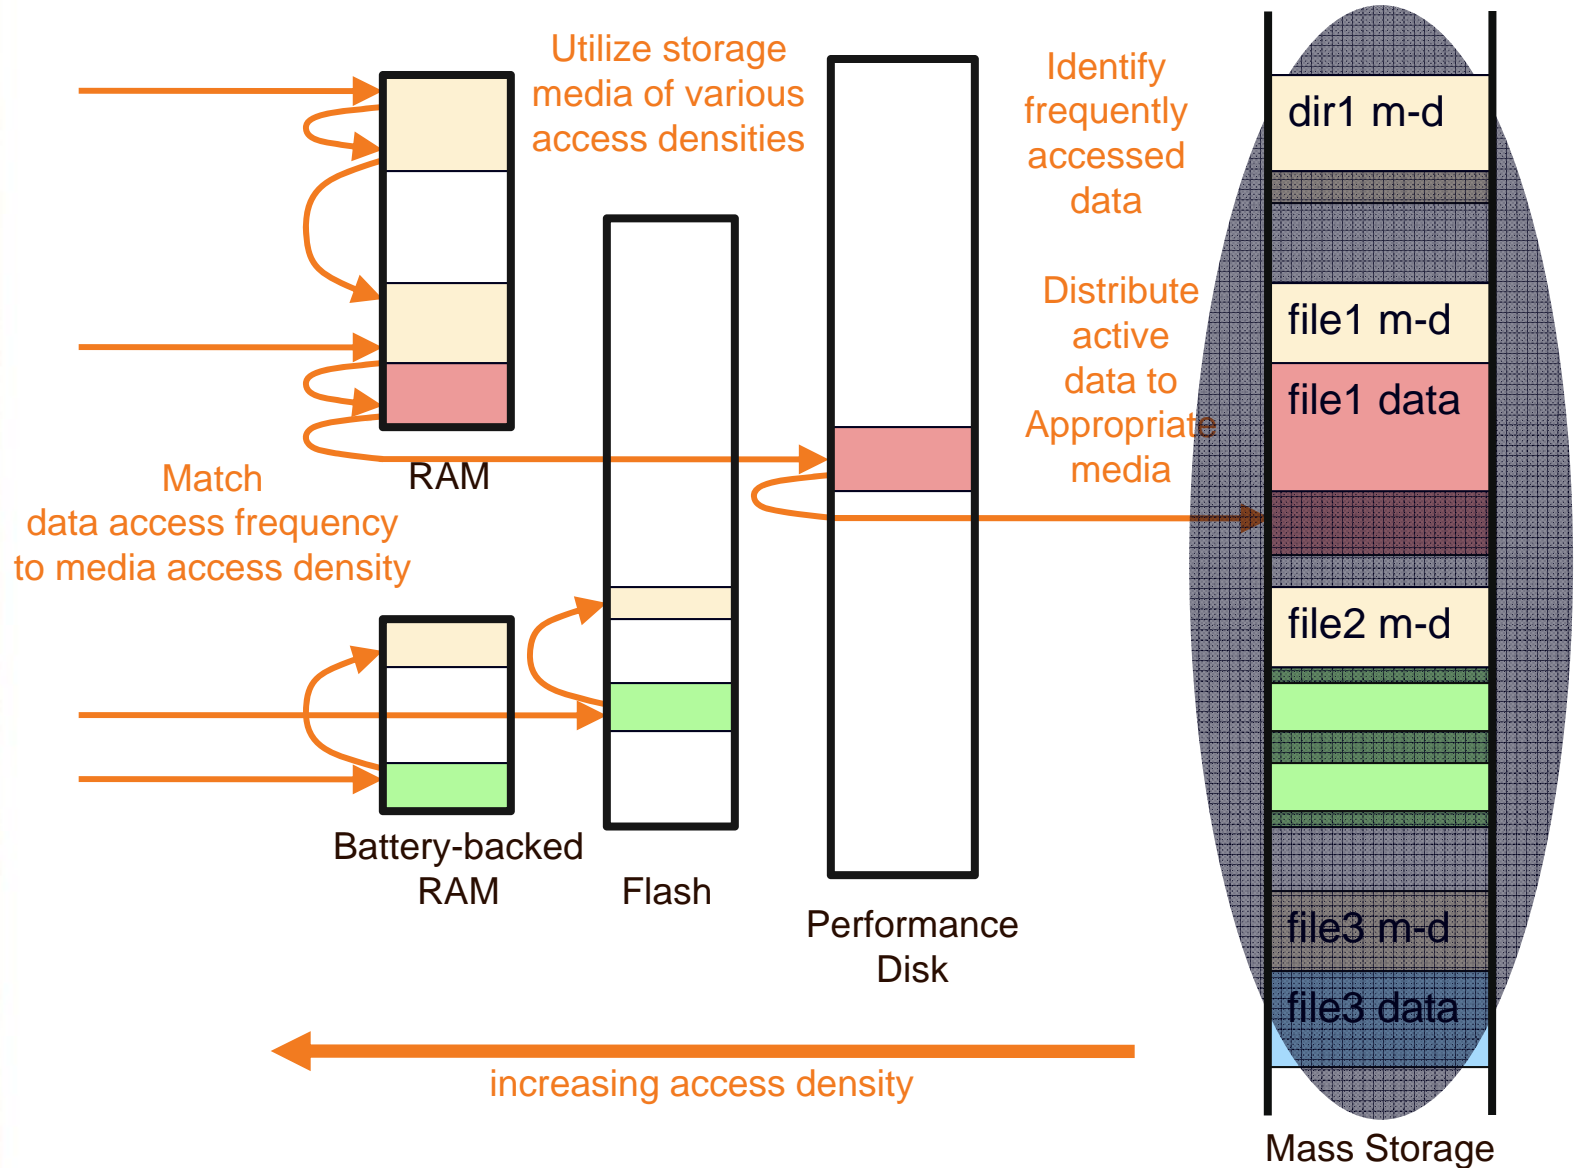 Utilize storage
media of various
access densities
Identify
frequently
accessed
data
Distribute
active
data to
Appropriate
media
Match
data access frequency
to media access density
RAM
Battery-backed
RAM
Flash
Performance
Disk
increasing access density
dir1 m-d
file1 m-d
file1 data
file2 m-d
file3 m-d
file3 data
Mass Storage